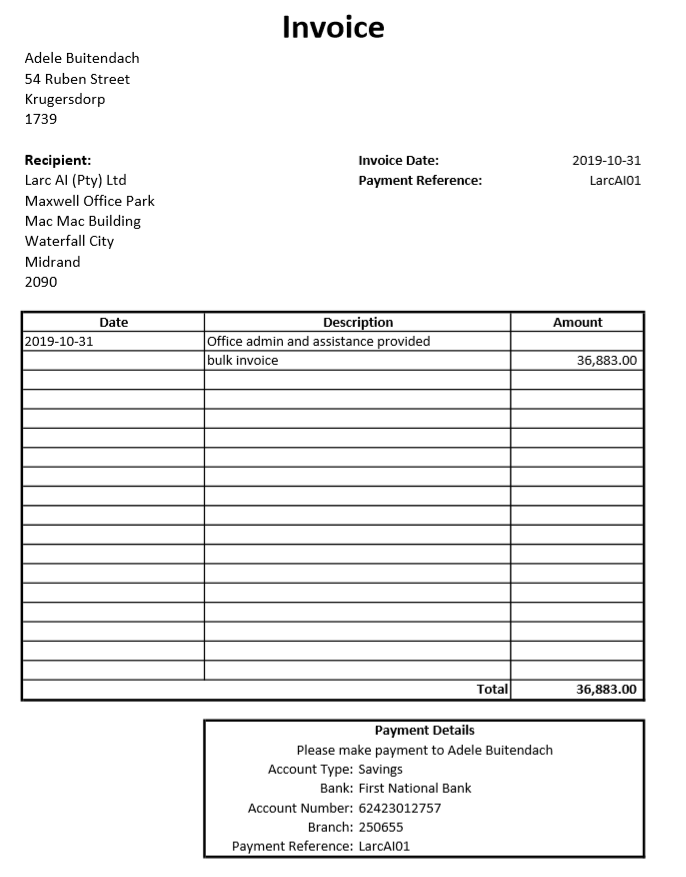 Invoice
Adele Buitendach
54 Ruben Street
Krugersdorp
1739
Recipient:
Larc AI (Pty) Ltd
Maxwell Office Park
Mac Mac Building
Waterfall City
Midrand
2090
Invoice Date: 2019-10-31
Payment Reference: LarcAI01
Date Description Amount
2019-10-31 Office admin and assistance provided
bulk invoice 36,883.00
Total 36,883.00
Payment Details
Please make payment to Adele Buitendach
Account Type: Savings
Bank: First National Bank
Account Number: 62423012757
Branch: 250655
Payment Reference: LarcAI01